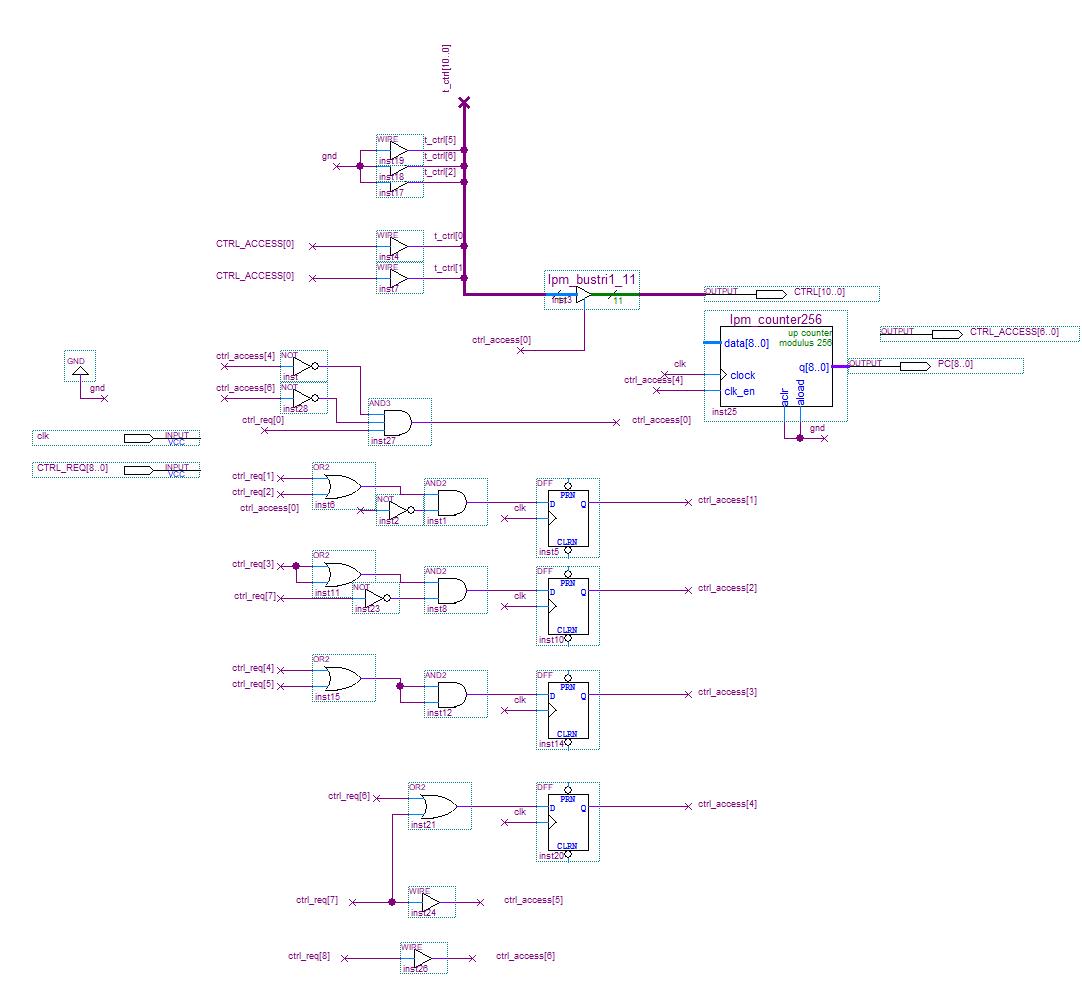 t_ctrl[10..0]
WIRE
t_ctrl[5]
gnd
inst19
t_ctrl[6]
inst18
t_ctrl[2]
inst17
WIRE
CTRL_ACCESS[0]
t_ctrl[0
inst4
WIRE
CTRL_ACCESS[0]
t_ctrl[1
inst7
lpm_bustri1_11
inst3
11
OUTPUT
CTRL[10..0]
ctrl_access[0]
lpm_counter256
up counter
modulus 256
data[8..0]
clk
clock
q[8..0]
ctrl_access[4]
clk_en
aclr
aload
inst25
gnd
OUTPUT
CTRL_ACCESS[6..0]
OUTPUT
PC[8..0]
GND
gnd
ctrl_access[4]
NOT
inst
ctrl_access[6]
NOT
inst28
ctrl_req[0]
AND3
inst27
ctrl_access[0]
clk
INPUT
VCC
CTRL_REQ[8..0]
INPUT
VCC
OR2
ctrl_req[1]
ctrl_req[2]
inst6
ctrl_access[0]
NOT
inst2
AND2
inst1
clk
DFF
PRN
D
Q
CLRN
inst5
ctrl_access[1]
OR2
ctrl_req[3]
inst11
ctrl_req[7]
NOT
inst23
AND2
inst8
clk
DFF
PRN
D
Q
CLRN
inst10
ctrl_access[2]
OR2
ctrl_req[4]
ctrl_req[5]
inst15
AND2
inst12
clk
DFF
PRN
D
Q
CLRN
inst14
ctrl_access[3]
OR2
ctrl_req[6]
inst21
clk
DFF
PRN
D
Q
CLRN
inst20
ctrl_access[4]
ctrl_req[7]
WIRE
inst24
ctrl_access[5]
ctrl_req[8]
WIRE
inst26
ctrl_access[6]